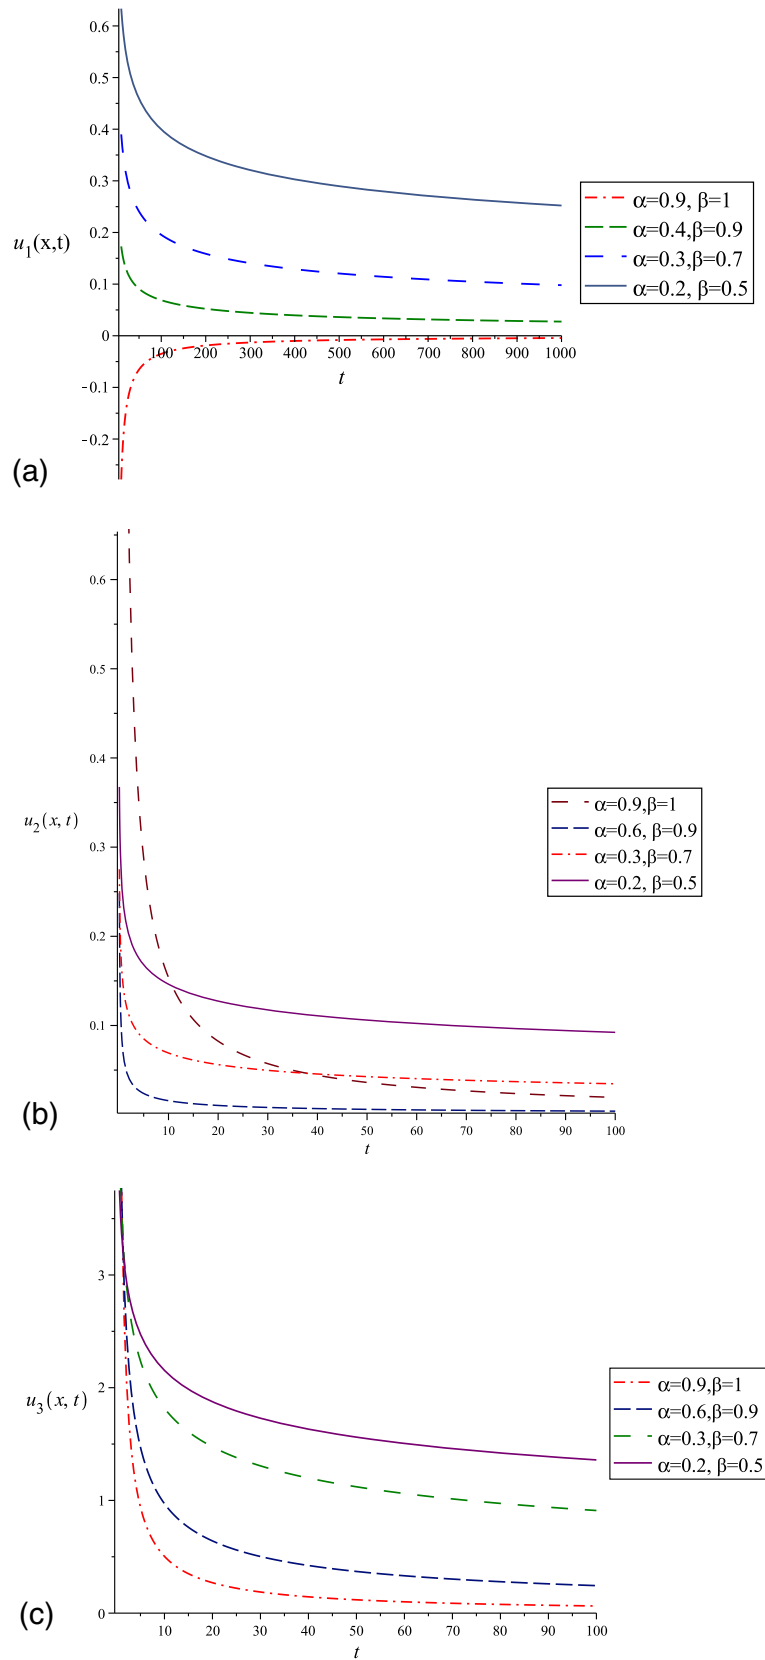 0.6
0.5
0.4
0.3
u1(x,t)
0.2
0.1
0
-0.1
-0.2
100 200 300 400 500 600 700 800 900 1000
t
α=0.9, β=1
α=0.4,β=0.9
α=0.3,β=0.7
α=0.2, β=0.5
(a)
0.6
0.5
0.4
u2(x, t)
0.3
0.2
0.1
10 20 30 40 50 60 70 80 90 100
t
α=0.9,β=1
α=0.6, β=0.9
α=0.3,β=0.7
α=0.2, β=0.5
(b)
3
2
u3(x, t)
1
0
10 20 30 40 50 60 70 80 90 100
t
α=0.9,β=1
α=0.6,β=0.9
α=0.3,β=0.7
α=0.2, β=0.5
(c)